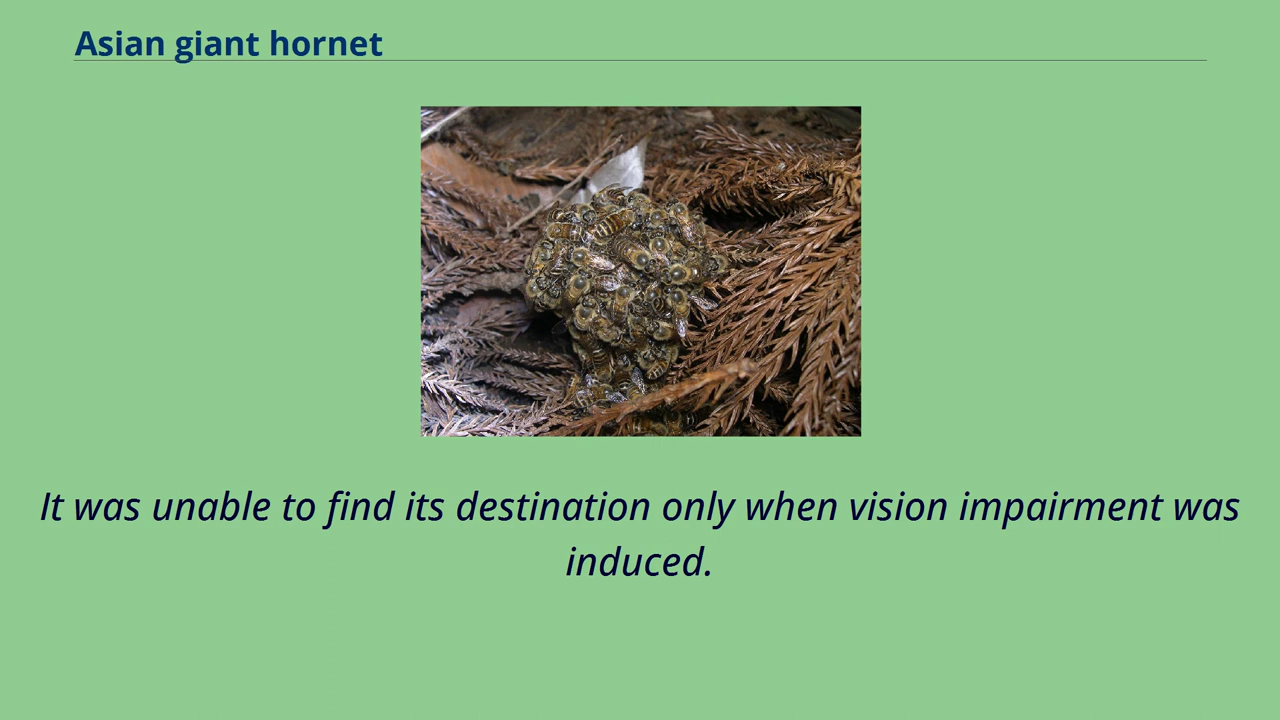 Asian giant hornet
It was unable to find its destination only when vision impairment was
induced.